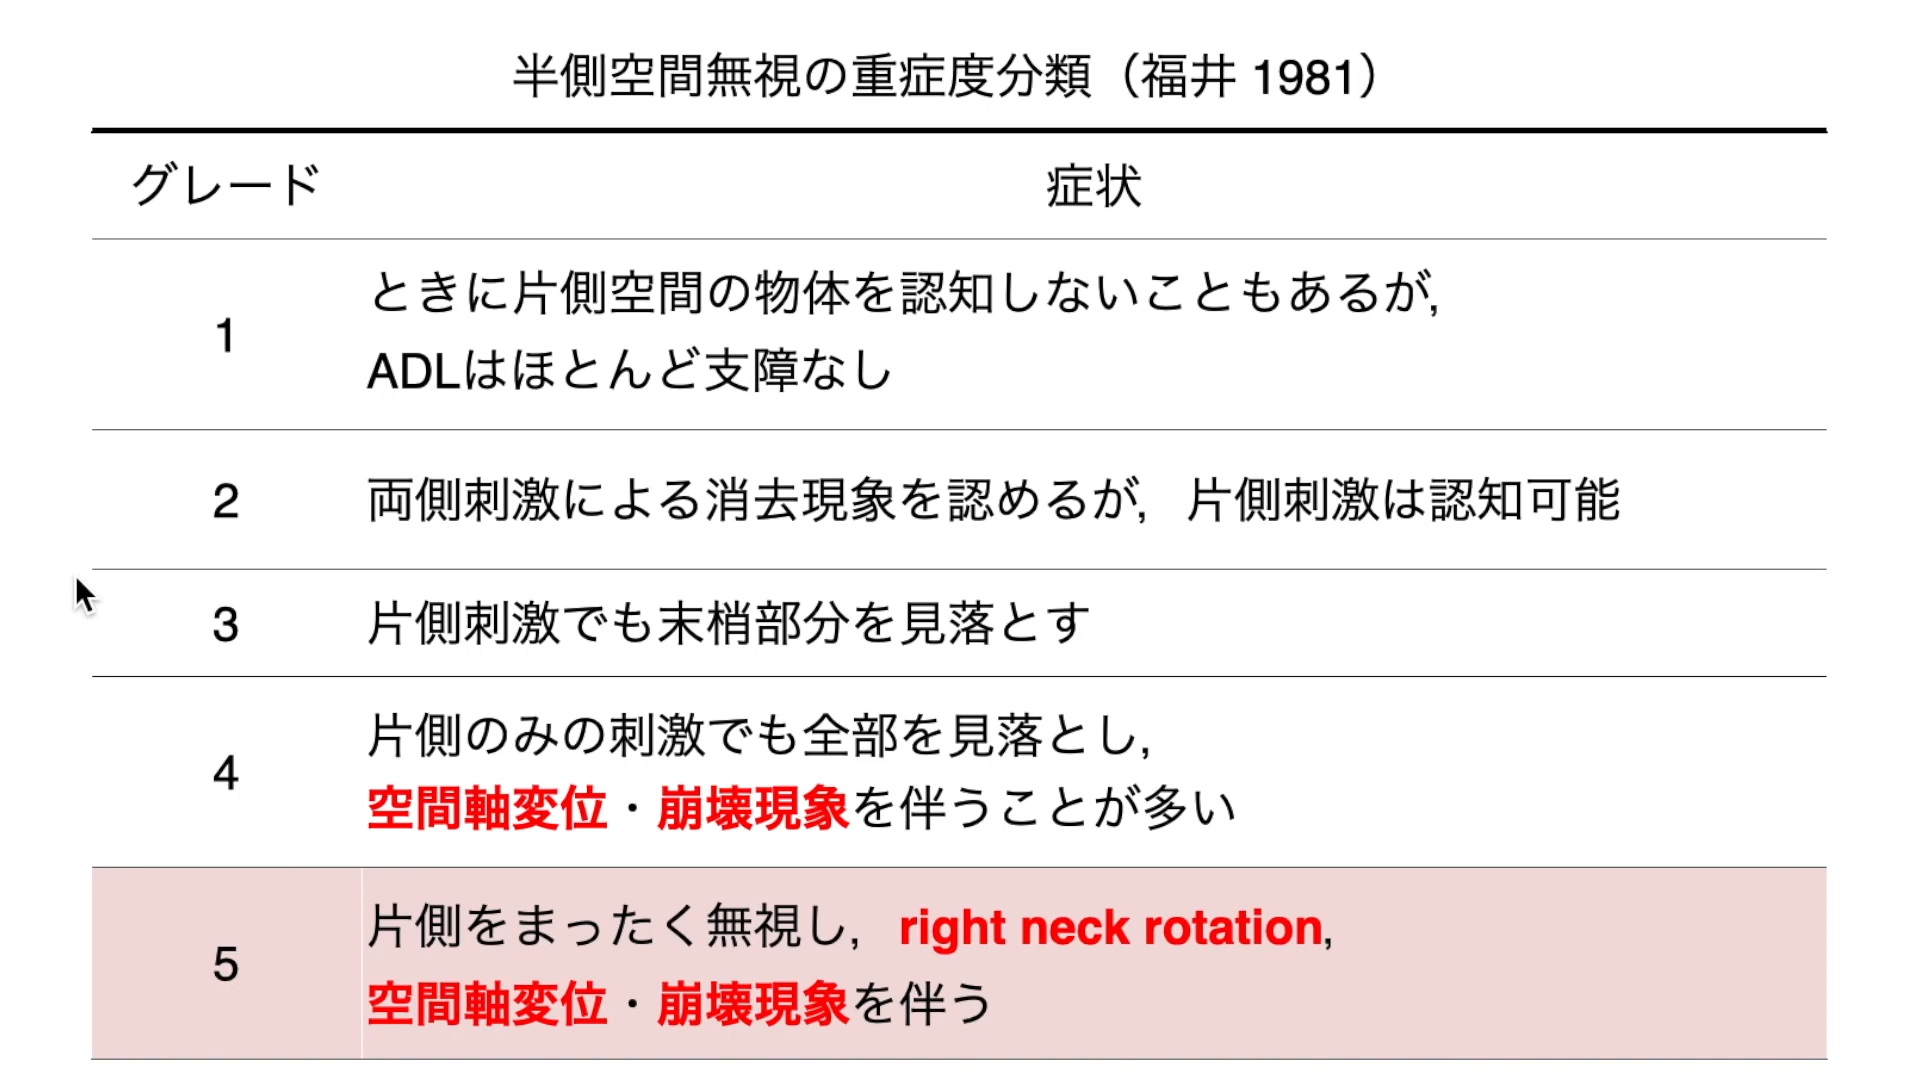 半側空間無視の重症度分類（福井 1981）
グレード
症状
1
ときに片側空間の物体を認知しないこともあるが,
ADLはほとんど支障なし
2
両側刺激による消去現象を認めるが, 片側刺激は認知可能
3
片側刺激でも末梢部分を見落とす
4
片側のみの刺激でも全部を見落とし,
空間軸変位・崩壊現象を伴うことが多い
5
片側をまったく無視し, right neck rotation,
空間軸変位・崩壊現象を伴う